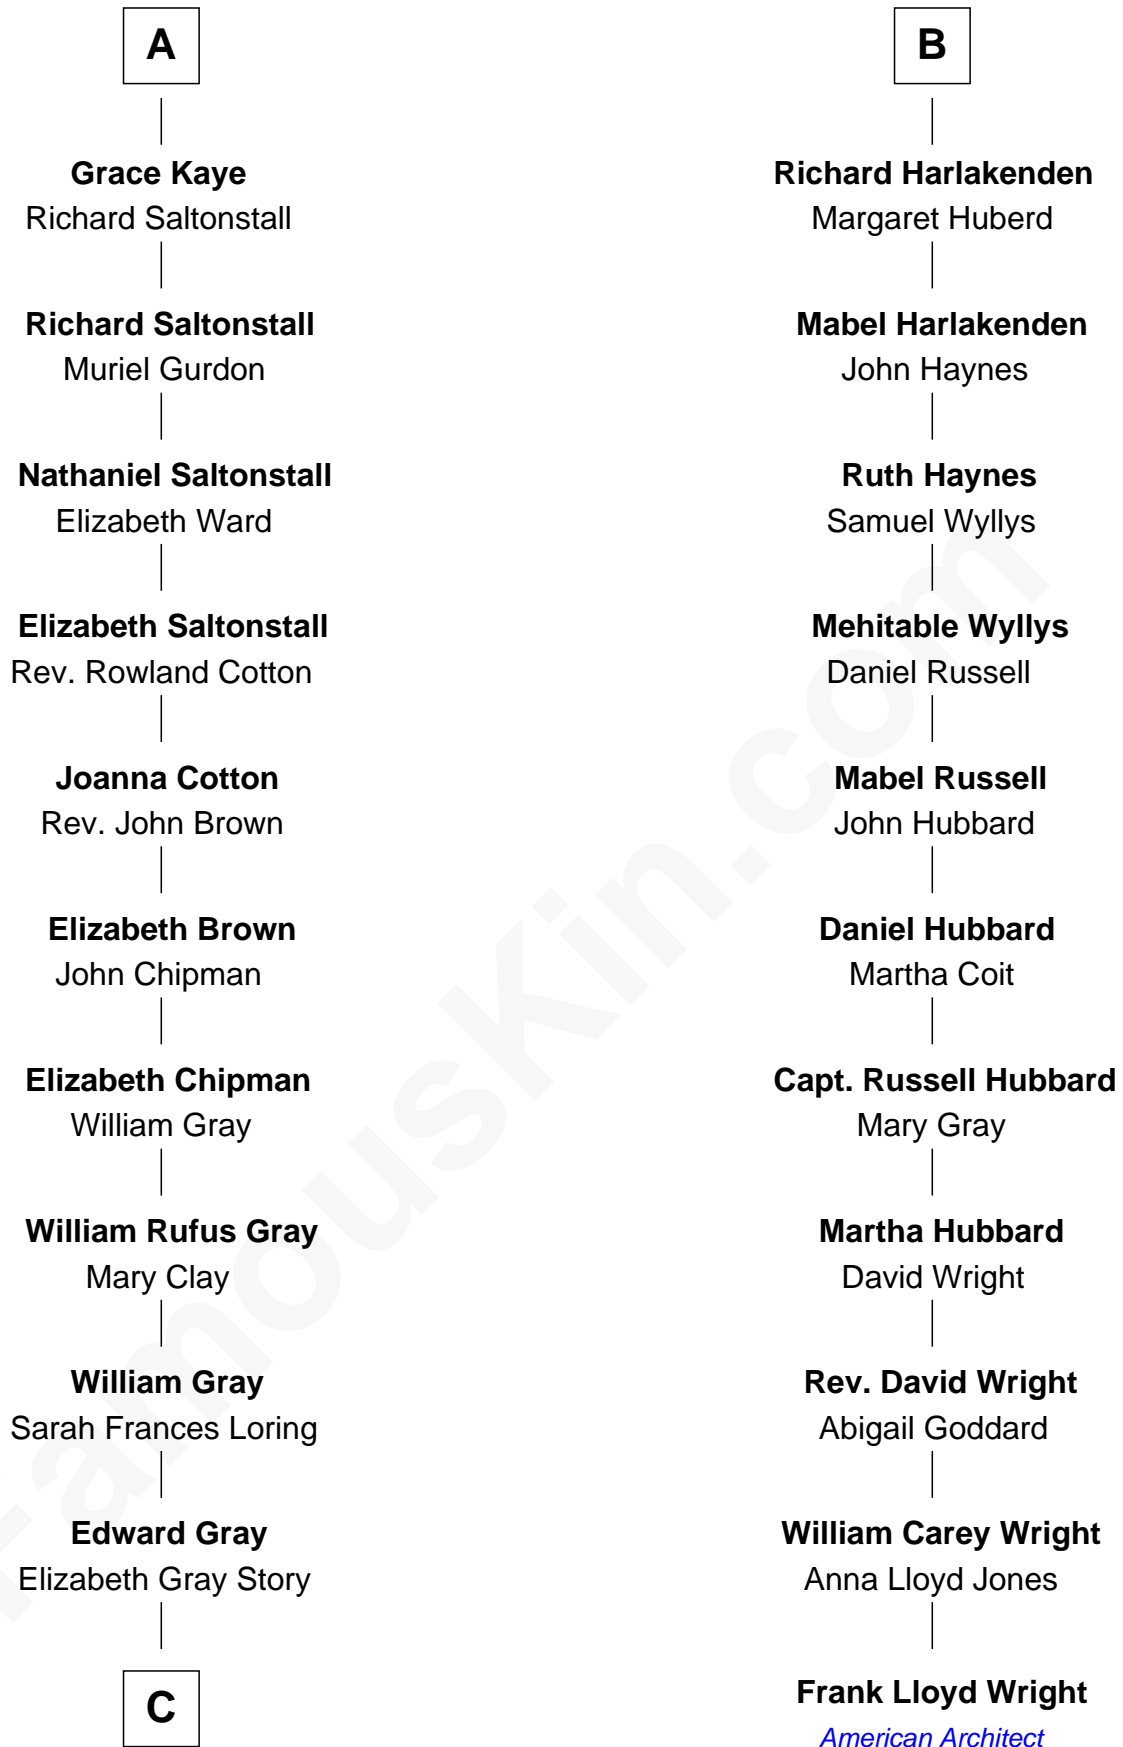 A
Grace Kaye
Richard Saltonstall
Richard Saltonstall
Muriel Gurdon
Nathaniel Saltonstall
Elizabeth Ward
Elizabeth Saltonstall
Rev. Rowland Cotton
Joanna Cotton
Rev. John Brown
Elizabeth Brown
John Chipman
Elizabeth Chipman
William Gray
William Rufus Gray
Mary Clay
William Gray
Sarah Frances Loring
Edward Gray
Elizabeth Gray Story
C
B
Richard Harlakenden
Margaret Huberd
Mabel Harlakenden
John Haynes
Ruth Haynes
Samuel Wyllys
Mehitable Wyllys
Daniel Russell
Mabel Russell
John Hubbard
Daniel Hubbard
Martha Coit
Capt. Russell Hubbard
Mary Gray
Martha Hubbard
David Wright
Rev. David Wright
Abigail Goddard
William Carey Wright
Anna Lloyd Jones
Frank Lloyd Wright
American Architect
FamousKin.com